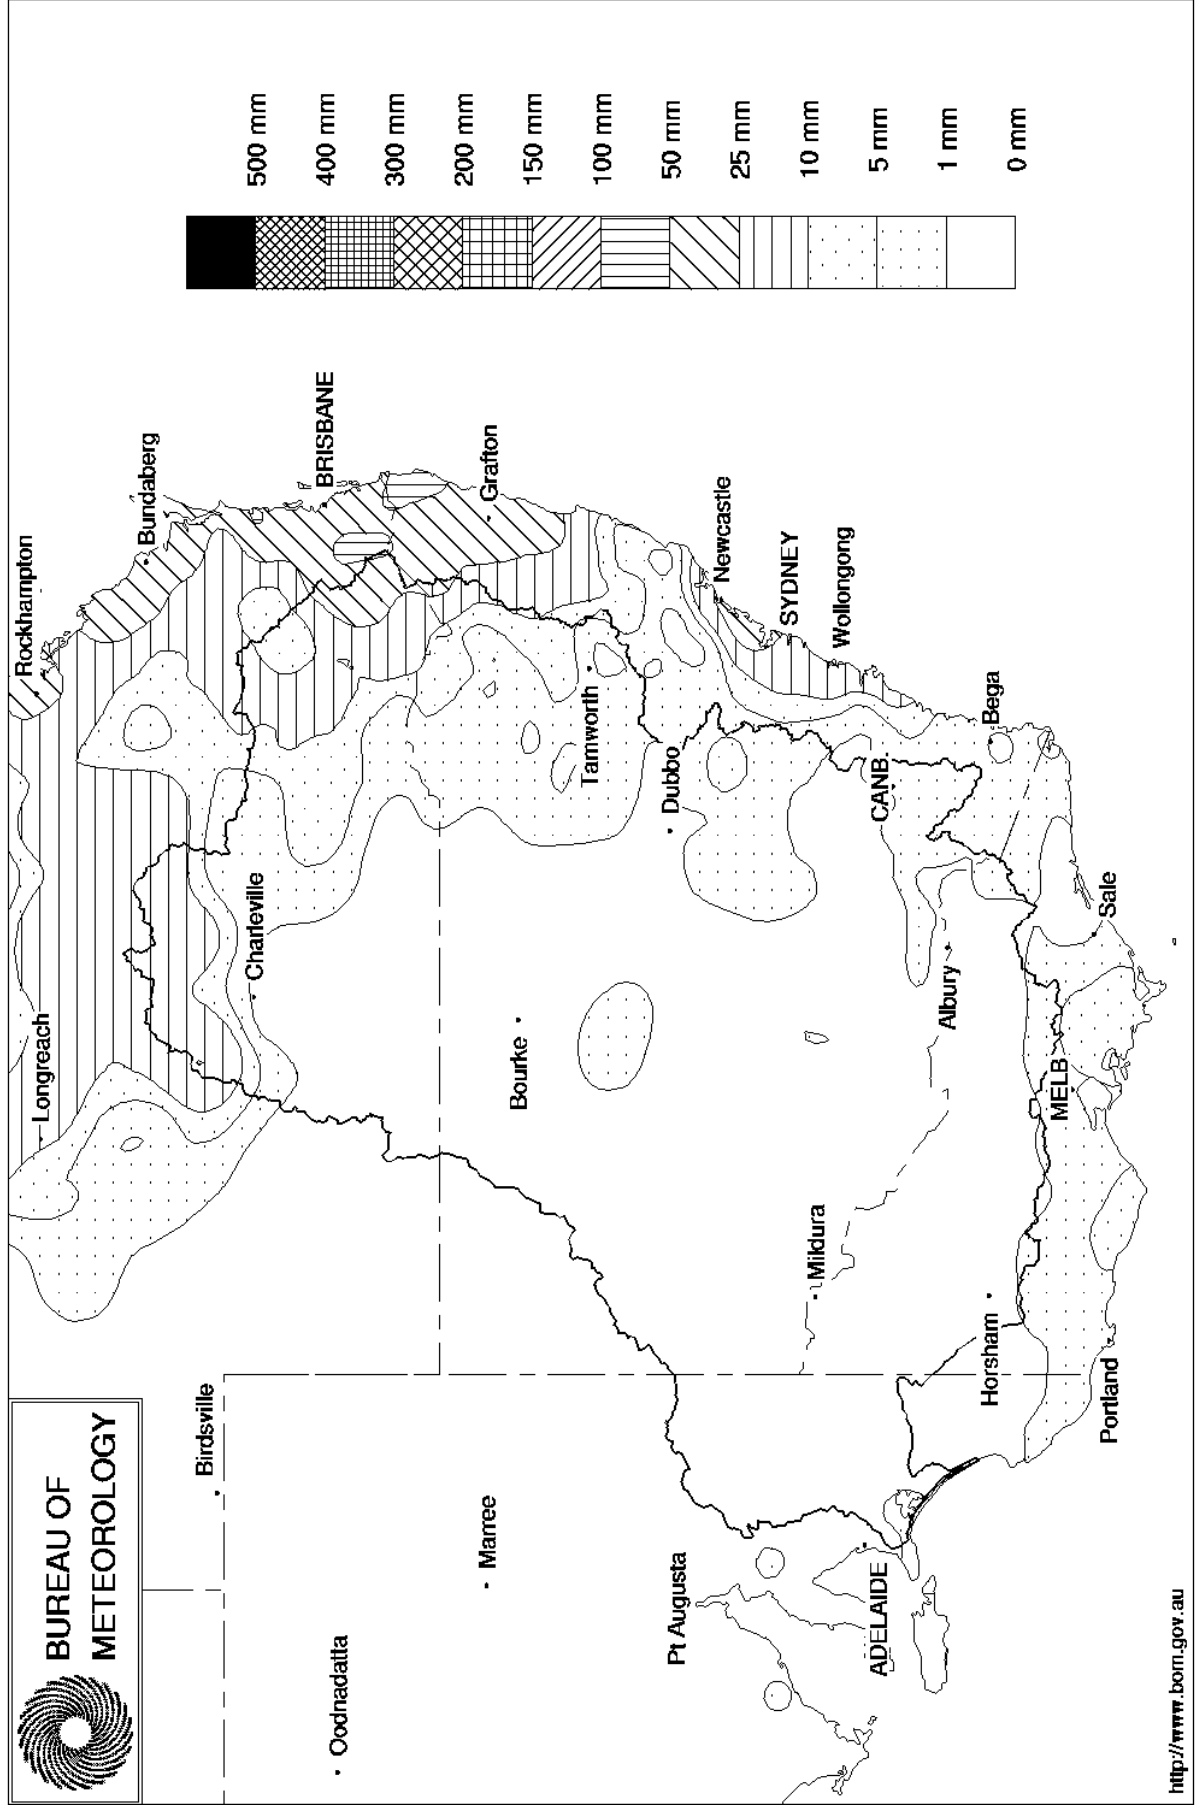 BUREAU OF
METEOROLOGY
Rockhampton
Longreach
Bundaberg
Birdsville
Charleville
BRISBANE
Oodnadatta
Grafton
Marree
Bourke
Tamworth
Dubbo
Pt Augusta
Newcastle
SYDNEY
Mildura
Wollongong
ADELAIDE
CANB.
Albury
Horsham
Bega
MELB
Sale
Portland
500 mm
400 mm
300 mm
200 mm
150 mm
100 mm
50 mm
25 mm
10 mm
5 mm
1 mm
0 mm
http://www.bom.gov.au